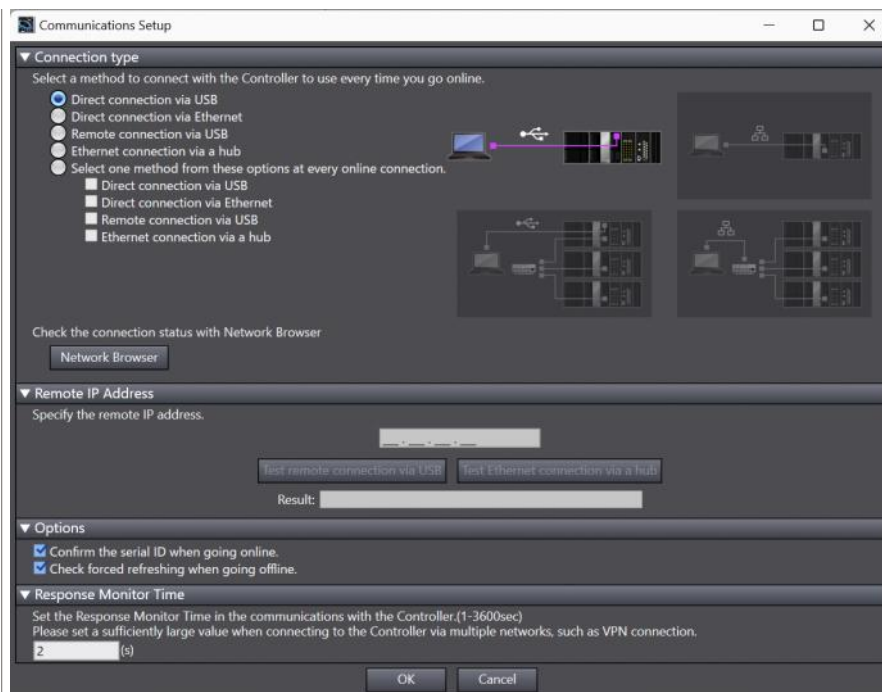 Communications Setup
Connection type
Select a method to connect with the Controller to use every time you go online.
Direct connection via USB
Direct connection via Ethernet
Remote connection via USB
Ethernet connection via a hub
Select one method from these options at every online connection.
Direct connection via USB
Direct connection via Ethernet
Remote connection via USB
Ethernet connection via a hub
Check the connection status with Network Browser
Network Browser
Remote IP Address
Specify the remote IP address.
__ . __ . __ . __
Test remote connection via USB Test Ethernet connection via a hub
Result:
Options
Confirm the serial ID when going online.
Check forced refreshing when going offline.
Response Monitor Time
Set the Response Monitor Time in the communications with the Controller.(1-3600sec)
Please set a sufficiently large value when connecting to the Controller via multiple networks, such as VPN connection.
2 (s)
OK Cancel